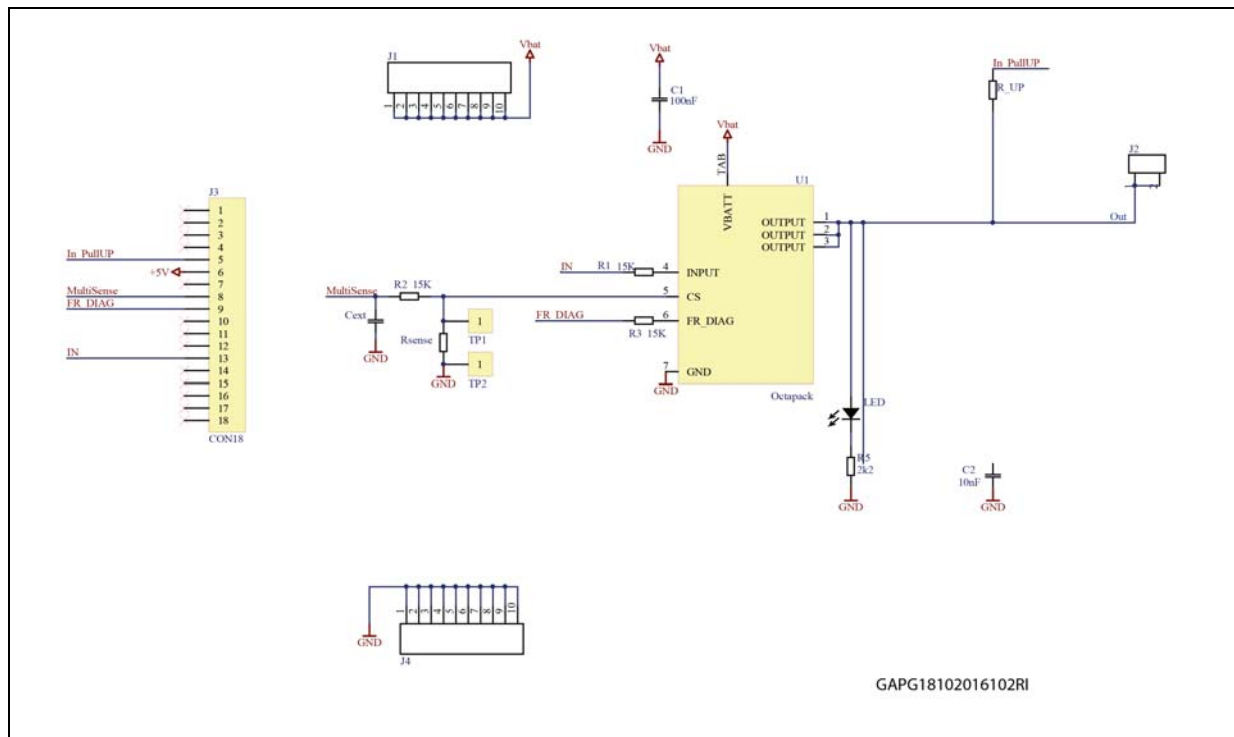 J1
Vbat
1 2 3 4 5 6 7 8 9 10
Vbat
C1
100nF
GND
In PullUP
R_UP
Vbat
TAB
U1
VBATT
J2
Out
OUTPUT 1
OUTPUT 2
OUTPUT 3
J3
1
2
3
4
In PullUP 5
+5V 6
7
MultiSense 8
FR_DIAG 9
10
11
12
IN 13
14
15
16
17
18
CON18
IN R1 15K 4 INPUT
MultiSense R2 15K 5 CS
FR_DIAG R3 15K 6 FR_DIAG
Cext
GND
Rsense
GND
1
TP1
1
TP2
7 GND
GND
Octapack
LED
R5
2k2
GND
C2
10nF
GND
1 2 3 4 5 6 7 8 9 10
GND
J4
GAPG18102016102RI